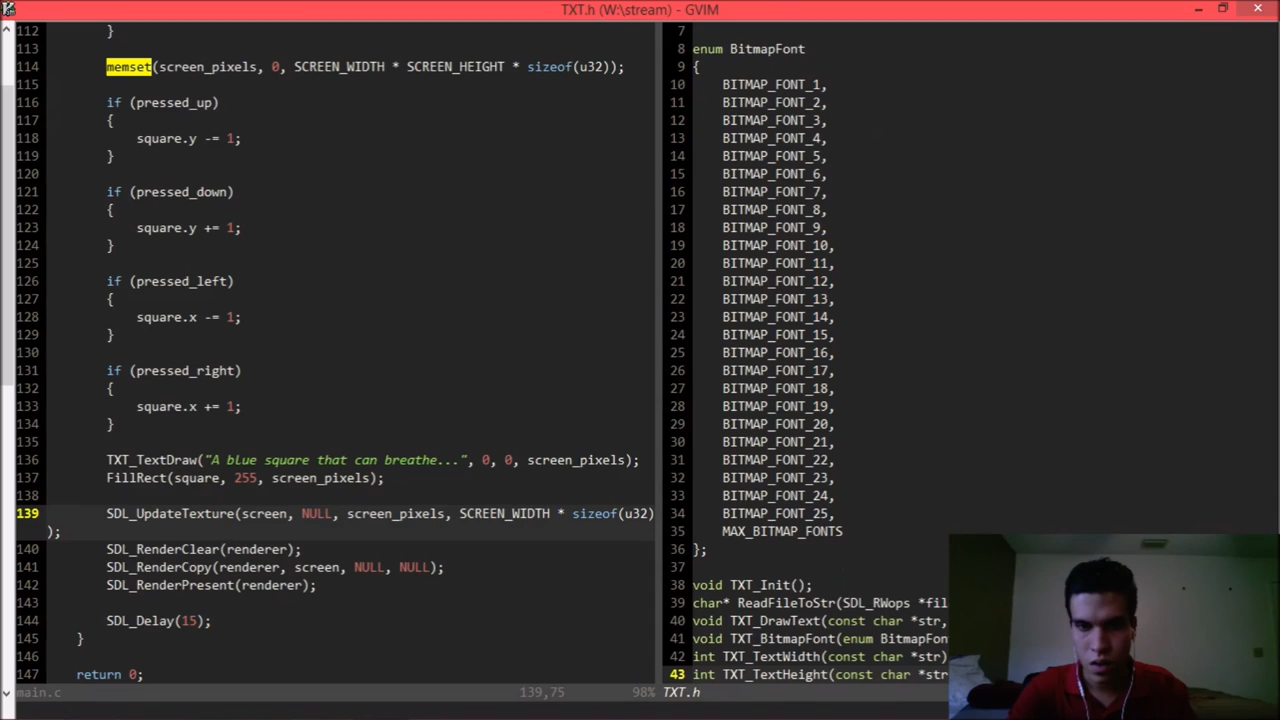 TXT.h (W:\stream) - GVIM
112         }
113
114         memset(screen_pixels, 0, SCREEN_WIDTH * SCREEN_HEIGHT * sizeof(u32));
115
116         if (pressed_up)
117         {
118             square.y -= 1;
119         }
120
121         if (pressed_down)
122         {
123             square.y += 1;
124         }
125
126         if (pressed_left)
127         {
128             square.x -= 1;
129         }
130
131         if (pressed_right)
132         {
133             square.x += 1;
134         }
135
136         TXT_TextDraw("A blue square that can breathe...", 0, 0, screen_pixels);
137         FillRect(square, 255, screen_pixels);
138
139         SDL_UpdateTexture(screen, NULL, screen_pixels, SCREEN_WIDTH * sizeof(u32)
);
140         SDL_RenderClear(renderer);
141         SDL_RenderCopy(renderer, screen, NULL, NULL);
142         SDL_RenderPresent(renderer);
143
144         SDL_Delay(15);
145     }
146
147     return 0;
main.c 139,75 98%
7
8 enum BitmapFont
9 {
10     BITMAP_FONT_1,
11     BITMAP_FONT_2,
12     BITMAP_FONT_3,
13     BITMAP_FONT_4,
14     BITMAP_FONT_5,
15     BITMAP_FONT_6,
16     BITMAP_FONT_7,
17     BITMAP_FONT_8,
18     BITMAP_FONT_9,
19     BITMAP_FONT_10,
20     BITMAP_FONT_11,
21     BITMAP_FONT_12,
22     BITMAP_FONT_13,
23     BITMAP_FONT_14,
25     BITMAP_FONT_15,
25     BITMAP_FONT_16,
26     BITMAP_FONT_17,
27     BITMAP_FONT_18,
28     BITMAP_FONT_19,
29     BITMAP_FONT_20,
30     BITMAP_FONT_21,
31     BITMAP_FONT_22,
32     BITMAP_FONT_23,
33     BITMAP_FONT_24,
34     BITMAP_FONT_25,
35     MAX_BITMAP_FONTS
36 };
37
38 void TXT_Init();
39 char* ReadFileToStr(SDL_RWops *fil
40 void TXT_DrawText(const char *str,
41 void TXT_BitmapFont(enum BitmapFon
42 int TXT_TextWidth(const char *str)
43 int TXT_TextHeight(const char *str
TXT.h